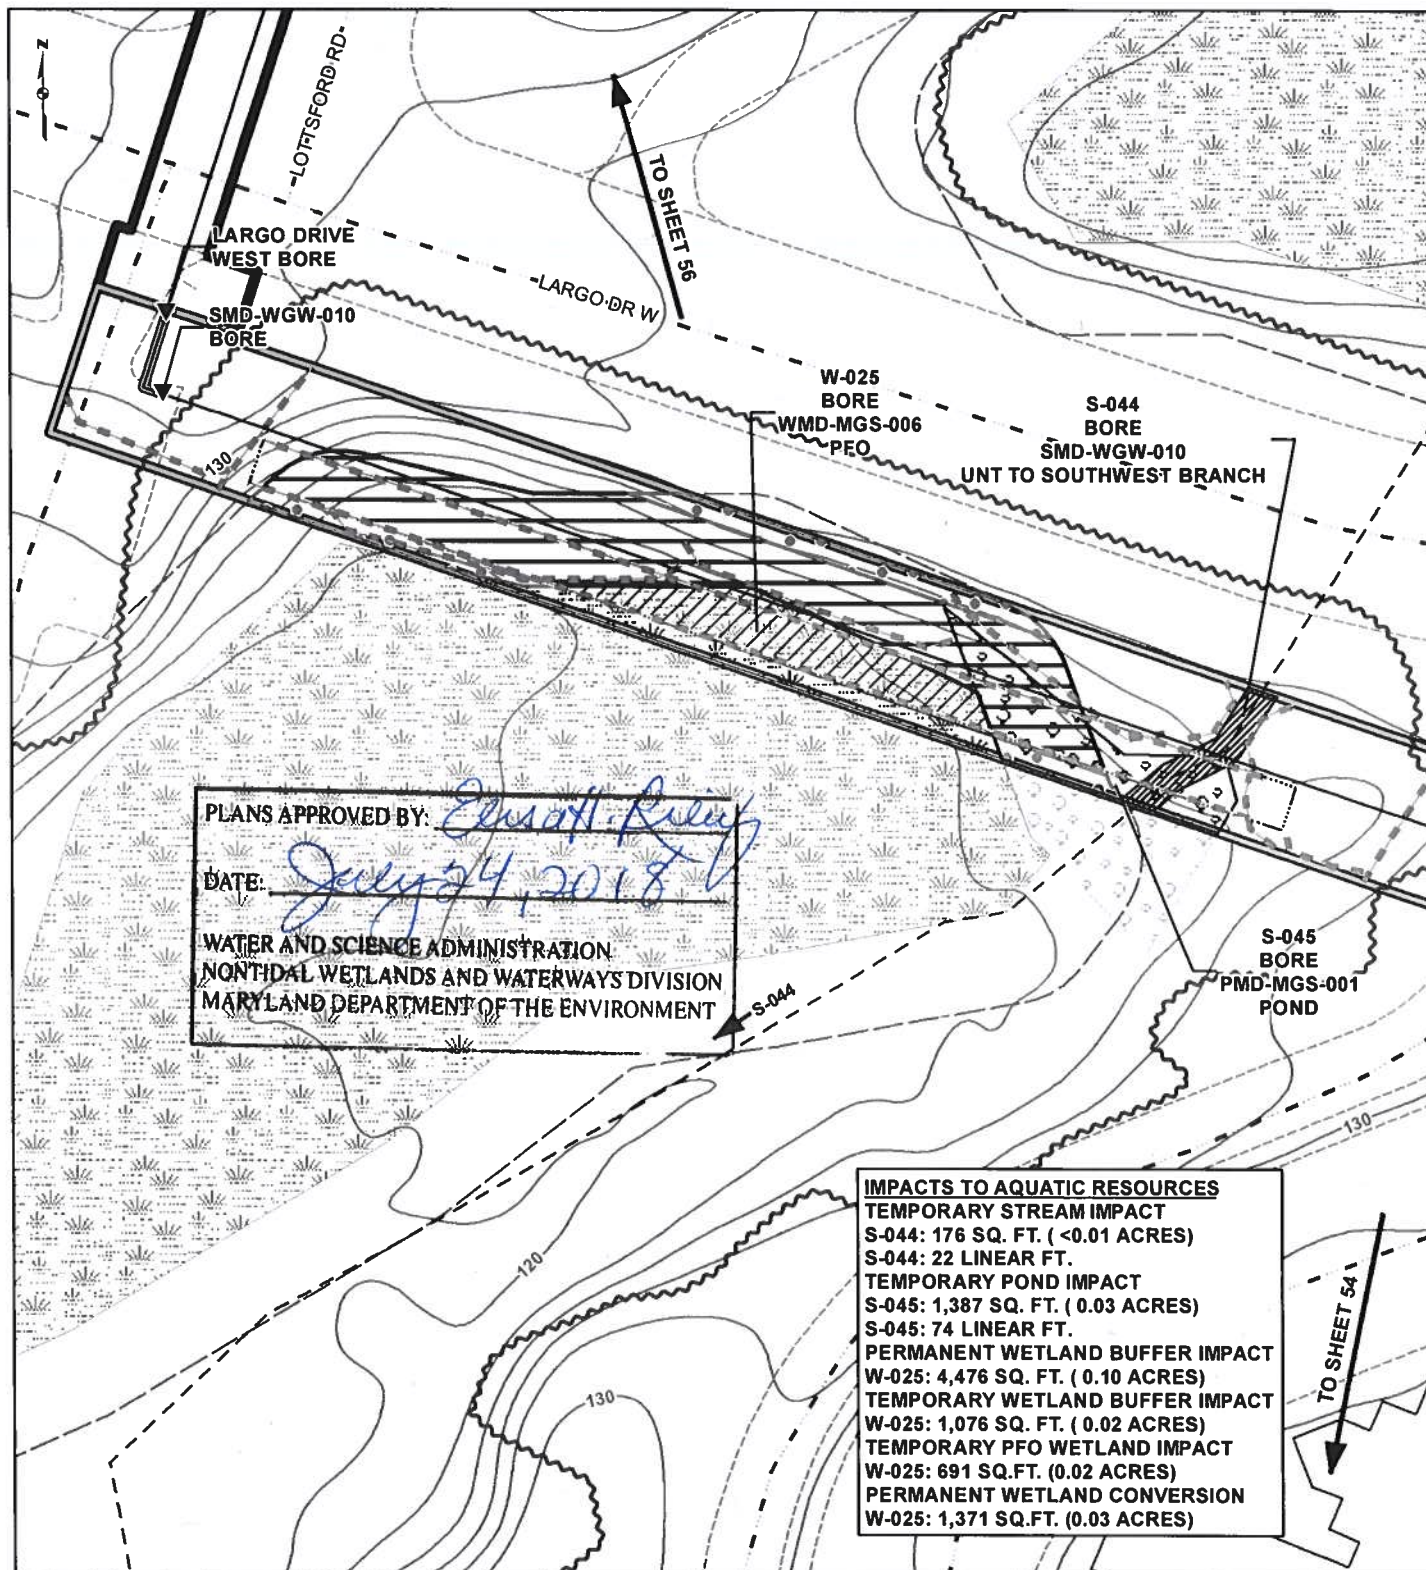 N
-LOTTSFORD RD-
TO SHEET 56
LARGO DRIVE
WEST BORE
-LARGO DR W
SMD-WGW-010
BORE
W-025
BORE
WMD-MGS-006
PFO
S-044
BORE
SMD-WGW-010
UNT TO SOUTHWEST BRANCH
130
PLANS APPROVED BY:
DATE: July 24, 2018
WATER AND SCIENCE ADMINISTRATION
NONTIDAL WETLANDS AND WATERWAYS DIVISION
MARYLAND DEPARTMENT OF THE ENVIRONMENT
S-044
S-045
BORE
PMD-MGS-001
POND
130
120
130
IMPACTS TO AQUATIC RESOURCES
TEMPORARY STREAM IMPACT
S-044: 176 SQ. FT. ( <0.01 ACRES)
S-044: 22 LINEAR FT.
TEMPORARY POND IMPACT
S-045: 1,387 SQ. FT. ( 0.03 ACRES)
S-045: 74 LINEAR FT.
PERMANENT WETLAND BUFFER IMPACT
W-025: 4,476 SQ. FT. ( 0.10 ACRES)
TEMPORARY WETLAND BUFFER IMPACT
W-025: 1,076 SQ. FT. ( 0.02 ACRES)
TEMPORARY PFO WETLAND IMPACT
W-025: 691 SQ.FT. (0.02 ACRES)
PERMANENT WETLAND CONVERSION
W-025: 1,371 SQ.FT. (0.03 ACRES)
TO SHEET 54